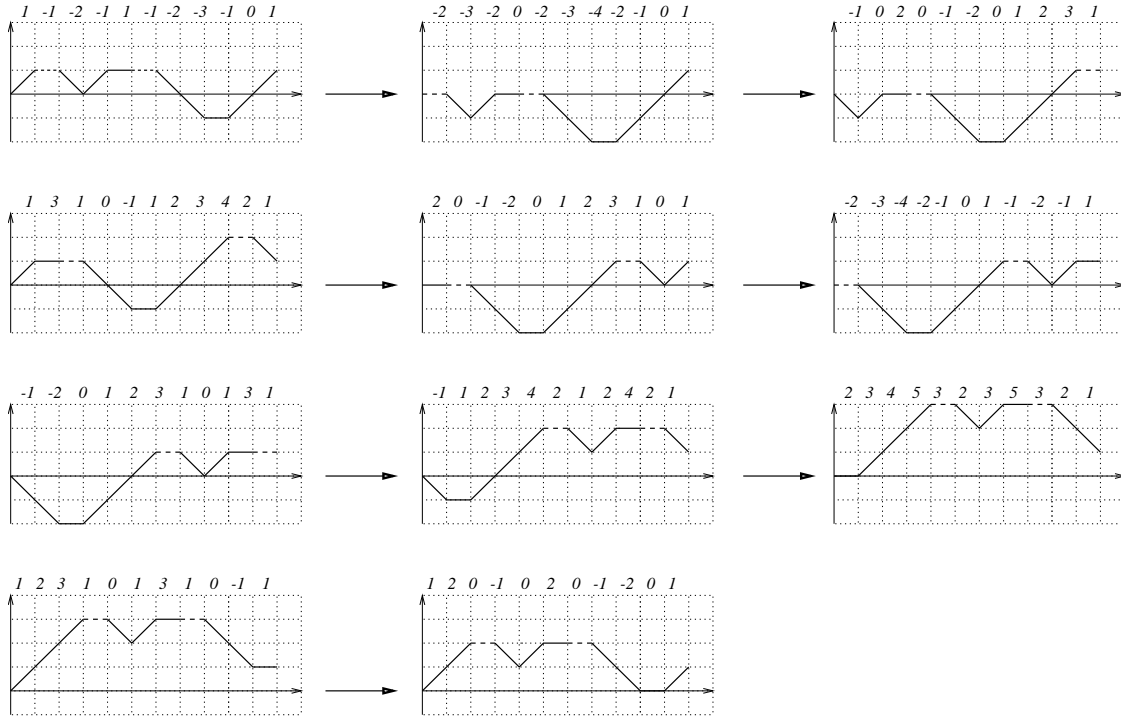 1 -1 -2 -1 1 -1 -2 -3 -1 0 1
-2 -3 -2 0 -2 -3 -4 -2 -1 0 1
-1 0 2 0 -1 -2 0 1 2 3 1
1 3 1 0 -1 1 2 3 4 2 1
2 0 -1 -2 0 1 2 3 1 0 1
-2 -3 -4 -2 -1 0 1 -1 -2 -1 1
-1 -2 0 1 2 3 1 0 1 3 1
-1 1 2 3 4 2 1 2 4 2 1
2 3 4 5 3 2 3 5 3 2 1
1 2 3 1 0 1 3 1 0 -1 1
1 2 0 -1 0 2 0 -1 -2 0 1